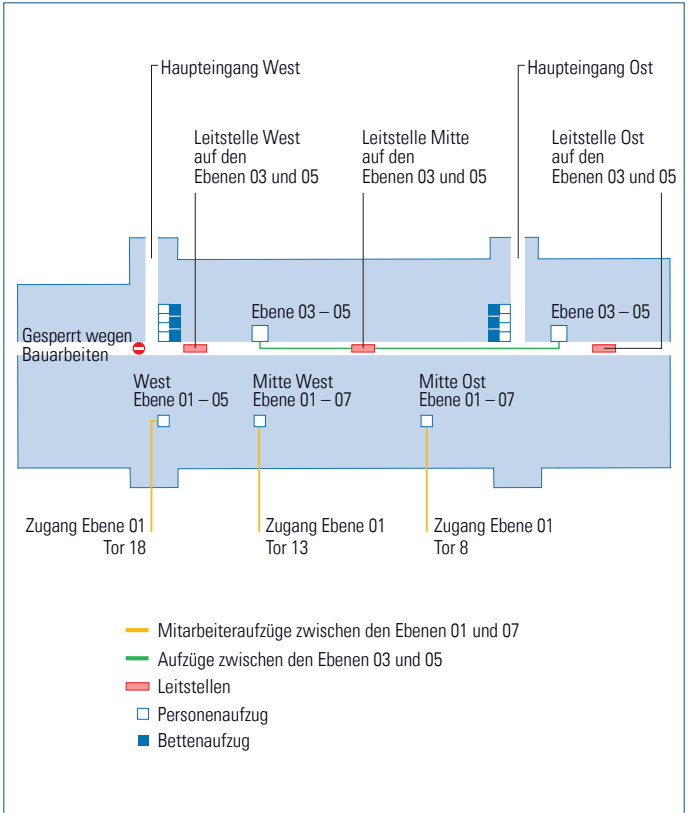 Haupteingang West
Haupteingang Ost
Leitstelle West
auf den
Ebenen 03 und 05
Leitstelle Mitte
auf den
Ebenen 03 und 05
Leitstelle Ost
auf den
Ebenen 03 und 05
Ebene 03 – 05
Ebene 03 – 05
Gesperrt wegen
Bauarbeiten
West
Ebene 01 – 05
Mitte West
Ebene 01 – 07
Mitte Ost
Ebene 01 – 07
Zugang Ebene 01
Tor 18
Zugang Ebene 01
Tor 13
Zugang Ebene 01
Tor 8
Mitarbeiteraufzüge zwischen den Ebenen 01 und 07
Aufzüge zwischen den Ebenen 03 und 05
Leitstellen
Personenaufzug
Bettenaufzug